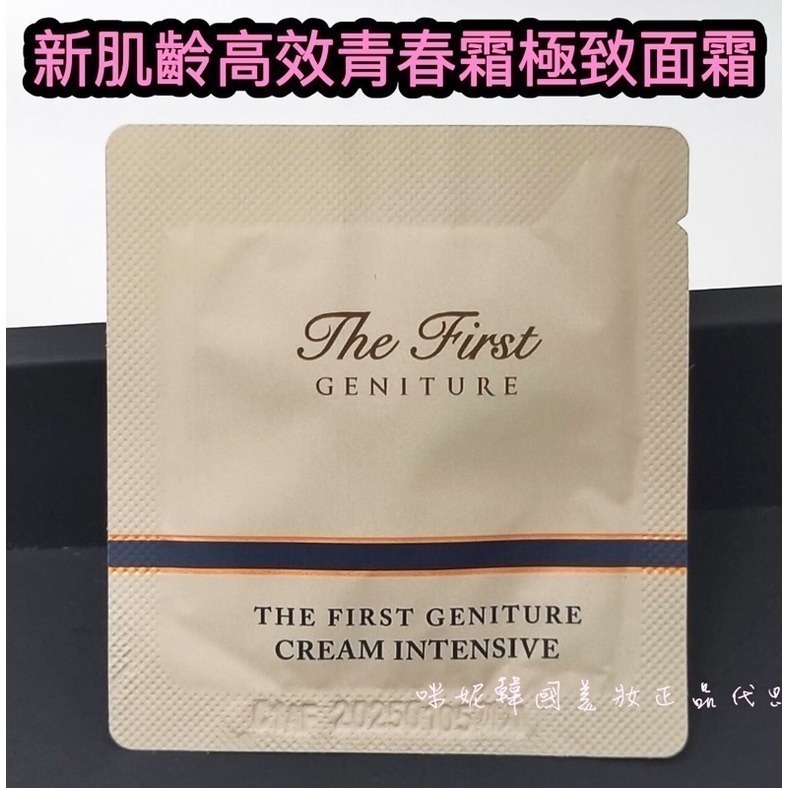 新肌齡高效青春霜極致面霜
The First
GENITURE
THE FIRST GENITURE
CREAM INTENSIVE
咪妮韓國美妝正品代